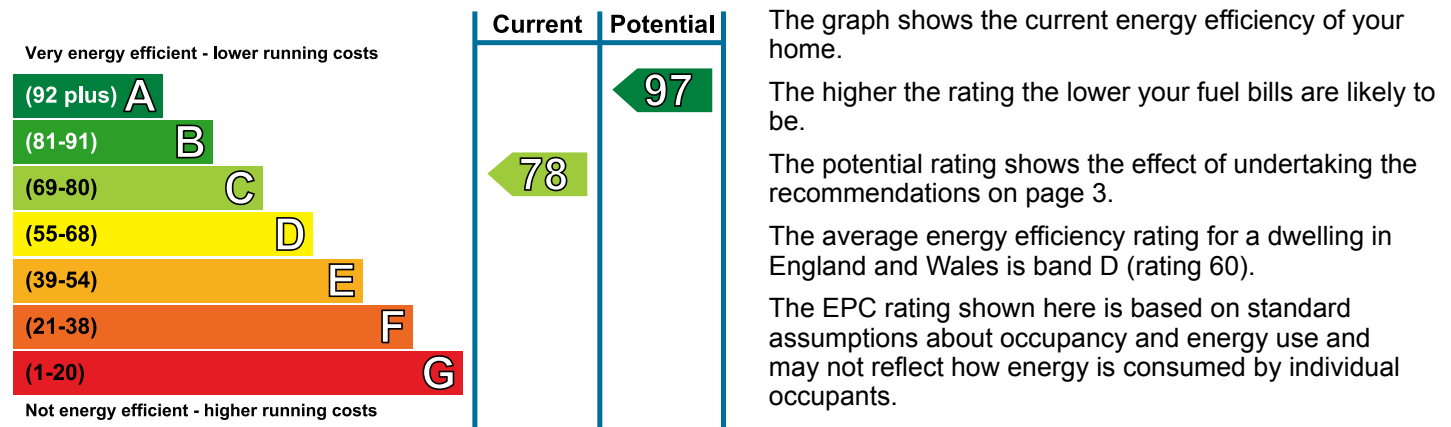 Current Potential
Very energy efficient - lower running costs
(92 plus) A
97
(81-91) B
(69-80) C
78
(55-68) D
(39-54) E
(21-38) F
(1-20) G
Not energy efficient - higher running costs
The graph shows the current energy efficiency of your
home.
The higher the rating the lower your fuel bills are likely to
be.
The potential rating shows the effect of undertaking the
recommendations on page 3.
The average energy efficiency rating for a dwelling in
England and Wales is band D (rating 60).
The EPC rating shown here is based on standard
assumptions about occupancy and energy use and
may not reflect how energy is consumed by individual
occupants.